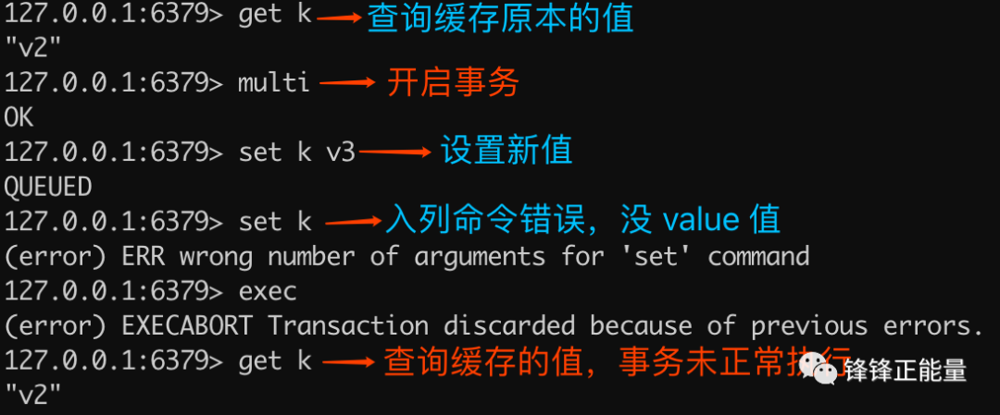 127.0.0.1:6379> get k 查询缓存原本的值
"v2"
127.0.0.1:6379> multi 开启事务
OK
127.0.0.1:6379> set k v3 设置新值
QUEUED
127.0.0.1:6379> set k 入列命令错误，没 value 值
(error) ERR wrong number of arguments for 'set' command
127.0.0.1:6379> exec
(error) EXECABORT Transaction discarded because of previous errors.
127.0.0.1:6379> get k 查询缓存的值，事务未正常执行
锋锋正能量
"v2"